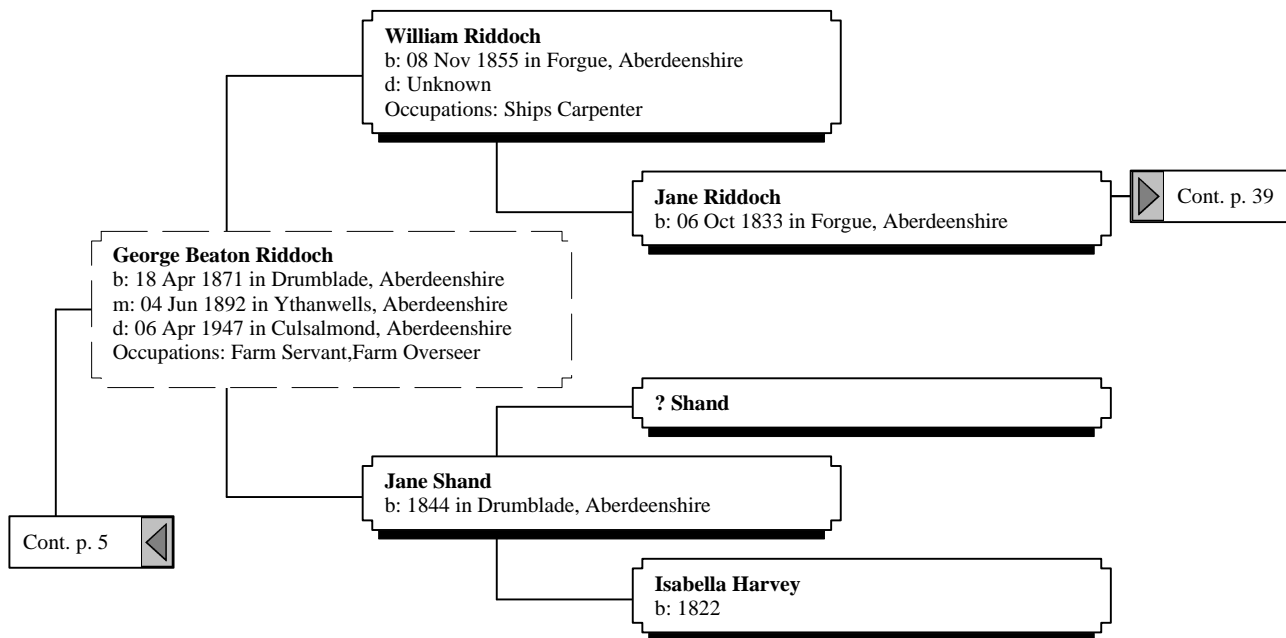 William Riddoch
b: 08 Nov 1855 in Forgue, Aberdeenshire
d: Unknown
Occupations: Ships Carpenter
Jane Riddoch
b: 06 Oct 1833 in Forgue, Aberdeenshire
Cont. p. 39
George Beaton Riddoch
b: 18 Apr 1871 in Drumblade, Aberdeenshire
m: 04 Jun 1892 in Ythanwells, Aberdeenshire
d: 06 Apr 1947 in Culsalmond, Aberdeenshire
Occupations: Farm Servant,Farm Overseer
? Shand
Jane Shand
b: 1844 in Drumblade, Aberdeenshire
Cont. p. 5
Isabella Harvey
b: 1822